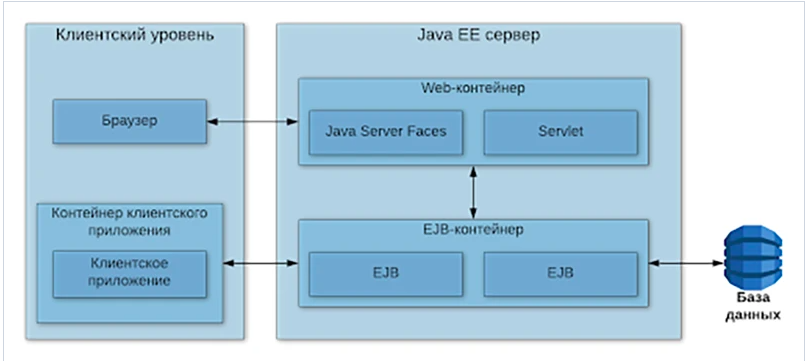 Клиентский уровень
Java EE сервер
Web-контейнер
Браузер
Java Server Faces
Servlet
Контейнер клиентского
приложения
EJB-контейнер
Клиентское
приложение
EJB
EJB
База
данных